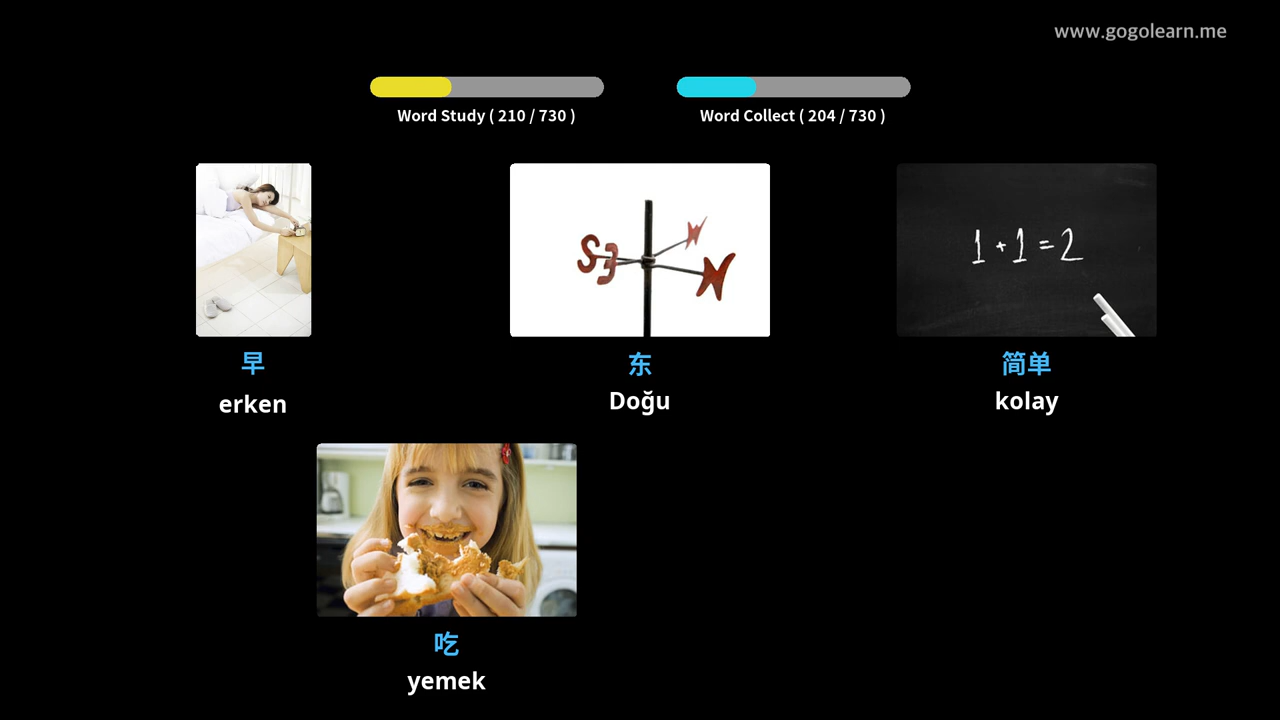 www.gogolearn.me
Word Study ( 210 / 730 )
Word Collect ( 204 / 730 )
S E N W
1 + 1 = 2
早
东
简单
erken
Doğu
kolay
吃
yemek